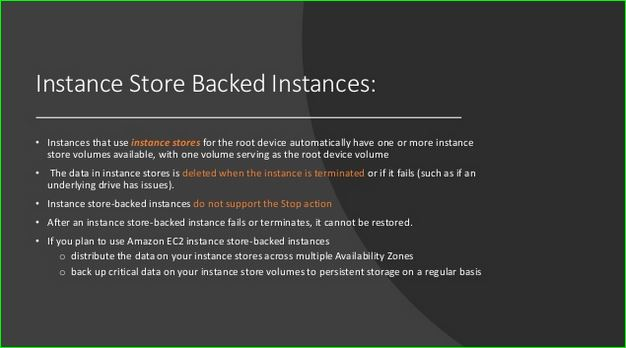 Instance Store Backed Instances:
• Instances that use instance stores for the root device automatically have one or more instance
store volumes available, with one volume serving as the root device volume
• The data in instance stores is deleted when the instance is terminated or if it fails (such as if an
underlying drive has issues).
• Instance store-backed instances do not support the Stop action
• After an instance store-backed instance fails or terminates, it cannot be restored.
• If you plan to use Amazon EC2 instance store-backed instances
o distribute the data on your instance stores across multiple Availability Zones
o back up critical data on your instance store volumes to persistent storage on a regular basis